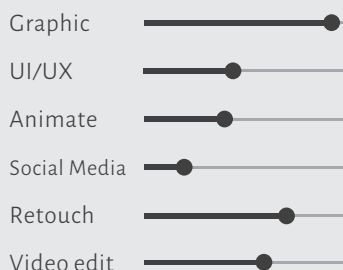 Graphic
UI/UX
Animate
Social Media
Retouch
Video edit